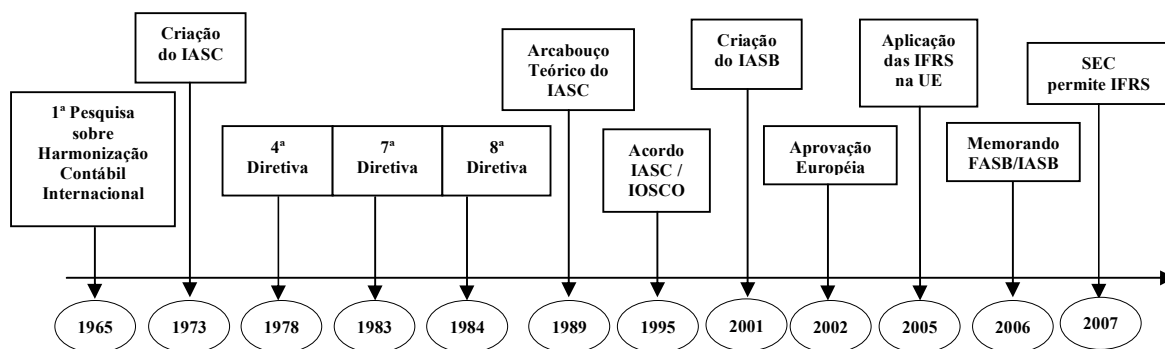 Criação
do IASC
Arcabouço
Teórico do
IASC
Criação
do IASB
Aplicação
das IFRS
na UE
SEC
permite IFRS
1ª Pesquisa
sobre
Harmonização
Contábil
Internacional
4ª
Diretiva
7ª
Diretiva
8ª
Diretiva
Acordo
IASC /
IOSCO
Aprovação
Européia
Memorando
FASB/IASB
1965
1973
1978
1983
1984
1989
1995
2001
2002
2005
2006
2007